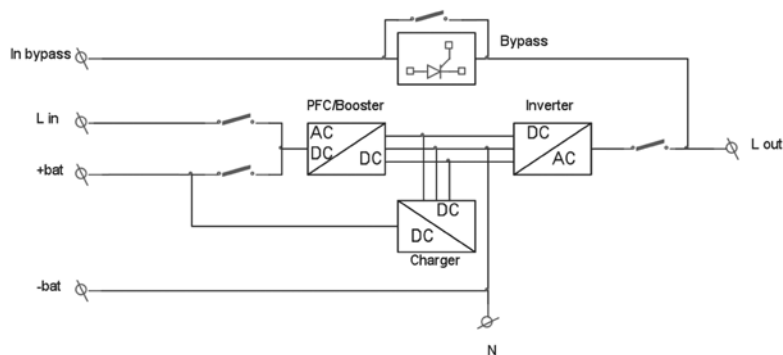 In bypass
Bypass
L in
PFC/Booster
Inverter
AC
DC
DC
DC
AC
L out
+bat
DC
DC
Charger
-bat
N